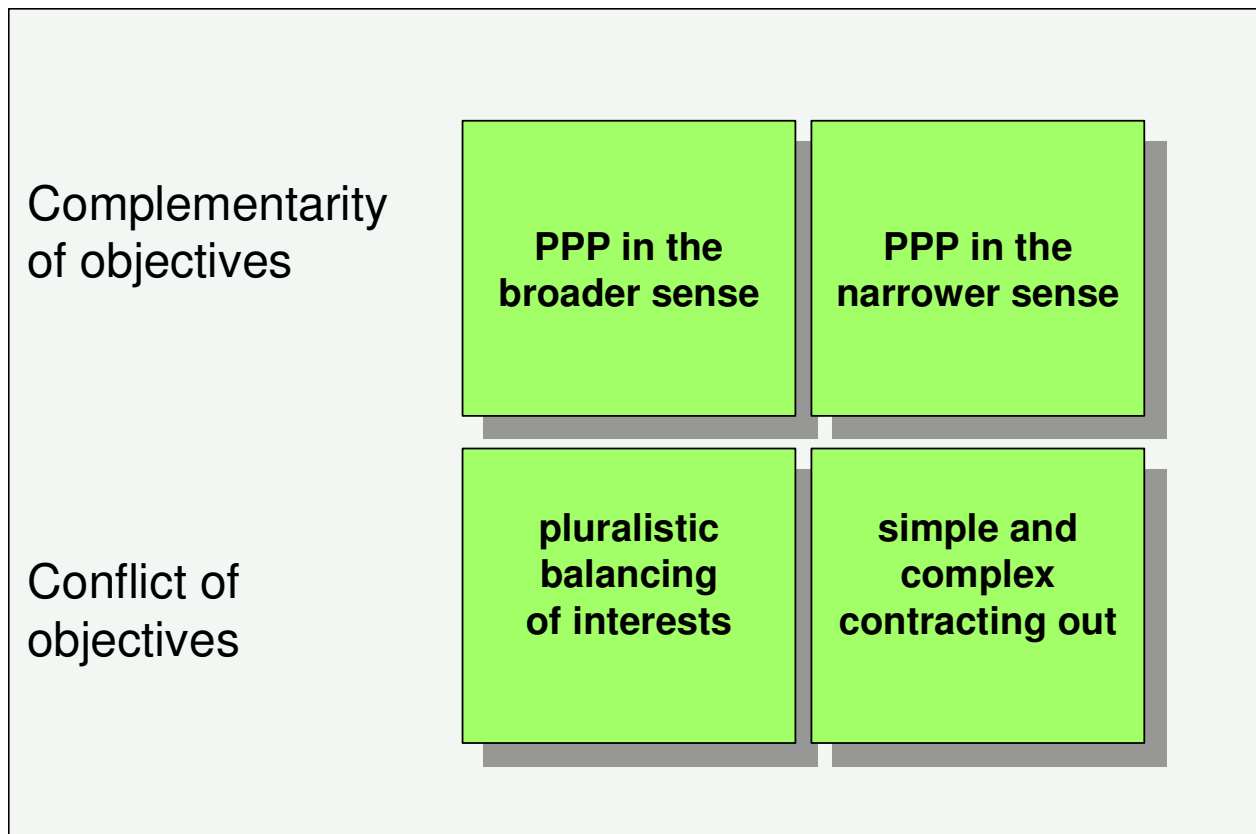 Complementarity
of objectives
PPP in the
broader sense
PPP in the
narrower sense
Conflict of
objectives
pluralistic
balancing
of interests
simple and
complex
contracting out